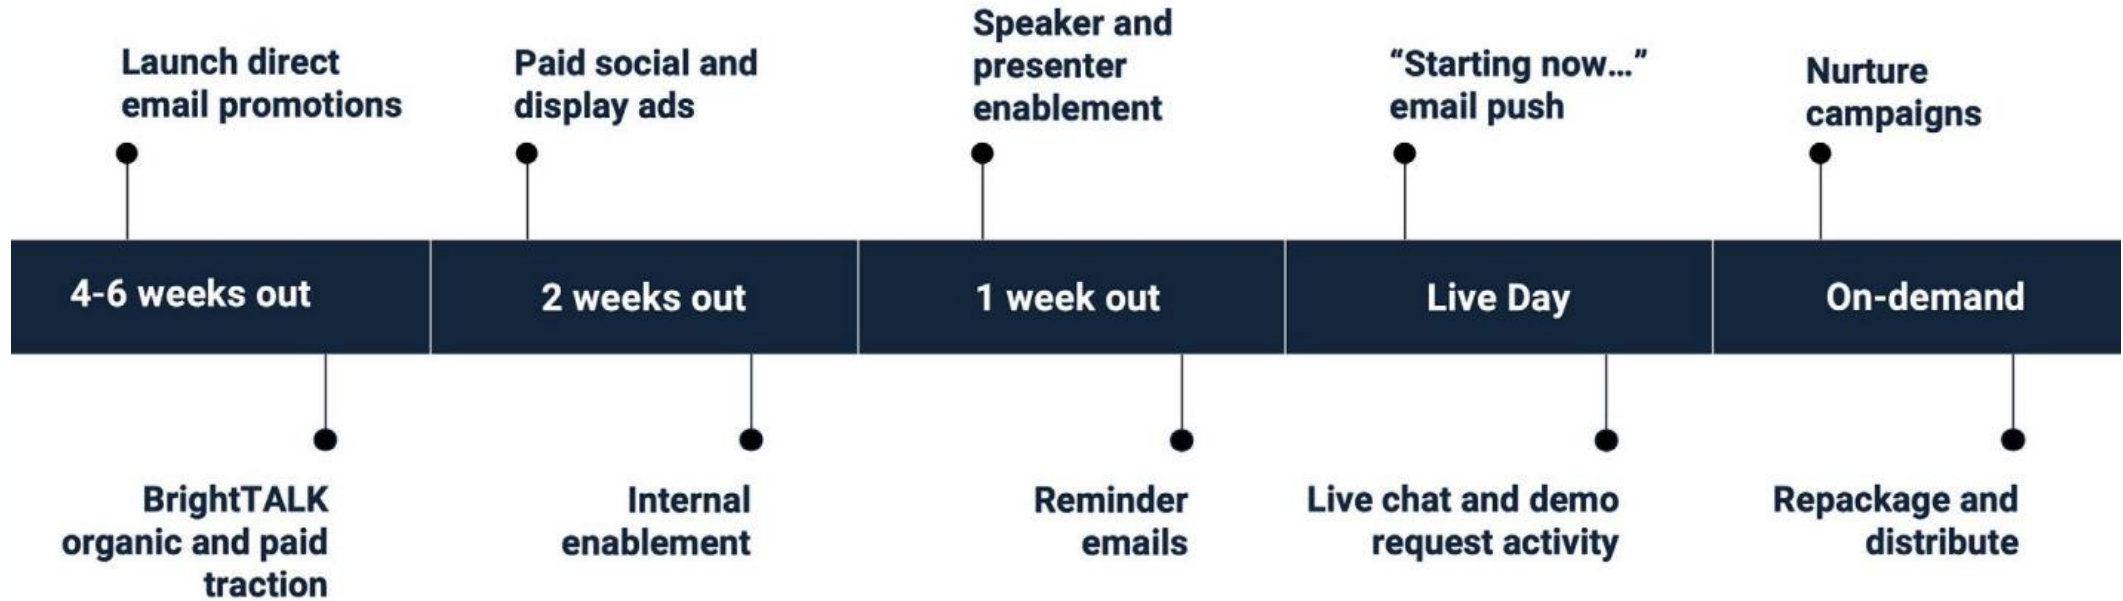 Launch direct
email promotions
Paid social and
display ads
Speaker and
presenter
enablement
“Starting now...”
email push
Nurture
campaigns
4-6 weeks out
2 weeks out
1 week out
Live Day
On-demand
BrightTALK
organic and paid
traction
Internal
enablement
Reminder
emails
Live chat and demo
request activity
Repackage and
distribute